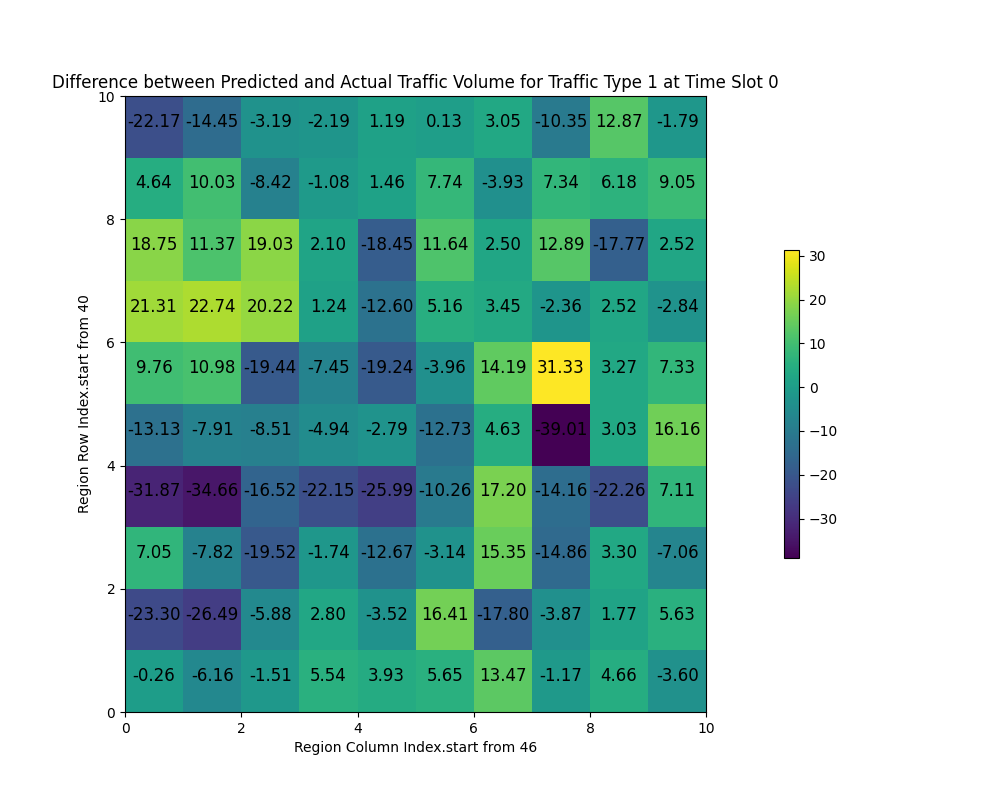 Difference between Predicted and Actual Traffic Volume for Traffic Type 1 at Time Slot 0
10
-22.17 -14.45 -3.19 -2.19 1.19 0.13 3.05 -10.35 12.87 -1.79
4.64 10.03 -8.42 -1.08 1.46 7.74 -3.93 7.34 6.18 9.05
8
18.75 11.37 19.03 2.10 -18.45 11.64 2.50 12.89 -17.77 2.52
21.31 22.74 20.22 1.24 -12.60 5.16 3.45 -2.36 2.52 -2.84
6
9.76 10.98 -19.44 -7.45 -19.24 -3.96 14.19 31.33 3.27 7.33
-13.13 -7.91 -8.51 -4.94 -2.79 -12.73 4.63 -39.01 3.03 16.16
4
-31.87 -34.66 -16.52 -22.15 -25.99 -10.26 17.20 -14.16 -22.26 7.11
7.05 -7.82 -19.52 -1.74 -12.67 -3.14 15.35 -14.86 3.30 -7.06
2
-23.30 -26.49 -5.88 2.80 -3.52 16.41 -17.80 -3.87 1.77 5.63
-0.26 -6.16 -1.51 5.54 3.93 5.65 13.47 -1.17 4.66 -3.60
0
0 2 4 6 8 10
Region Column Index.start from 46
Region Row Index.start from 40
30
20
10
0
−10
−20
−30